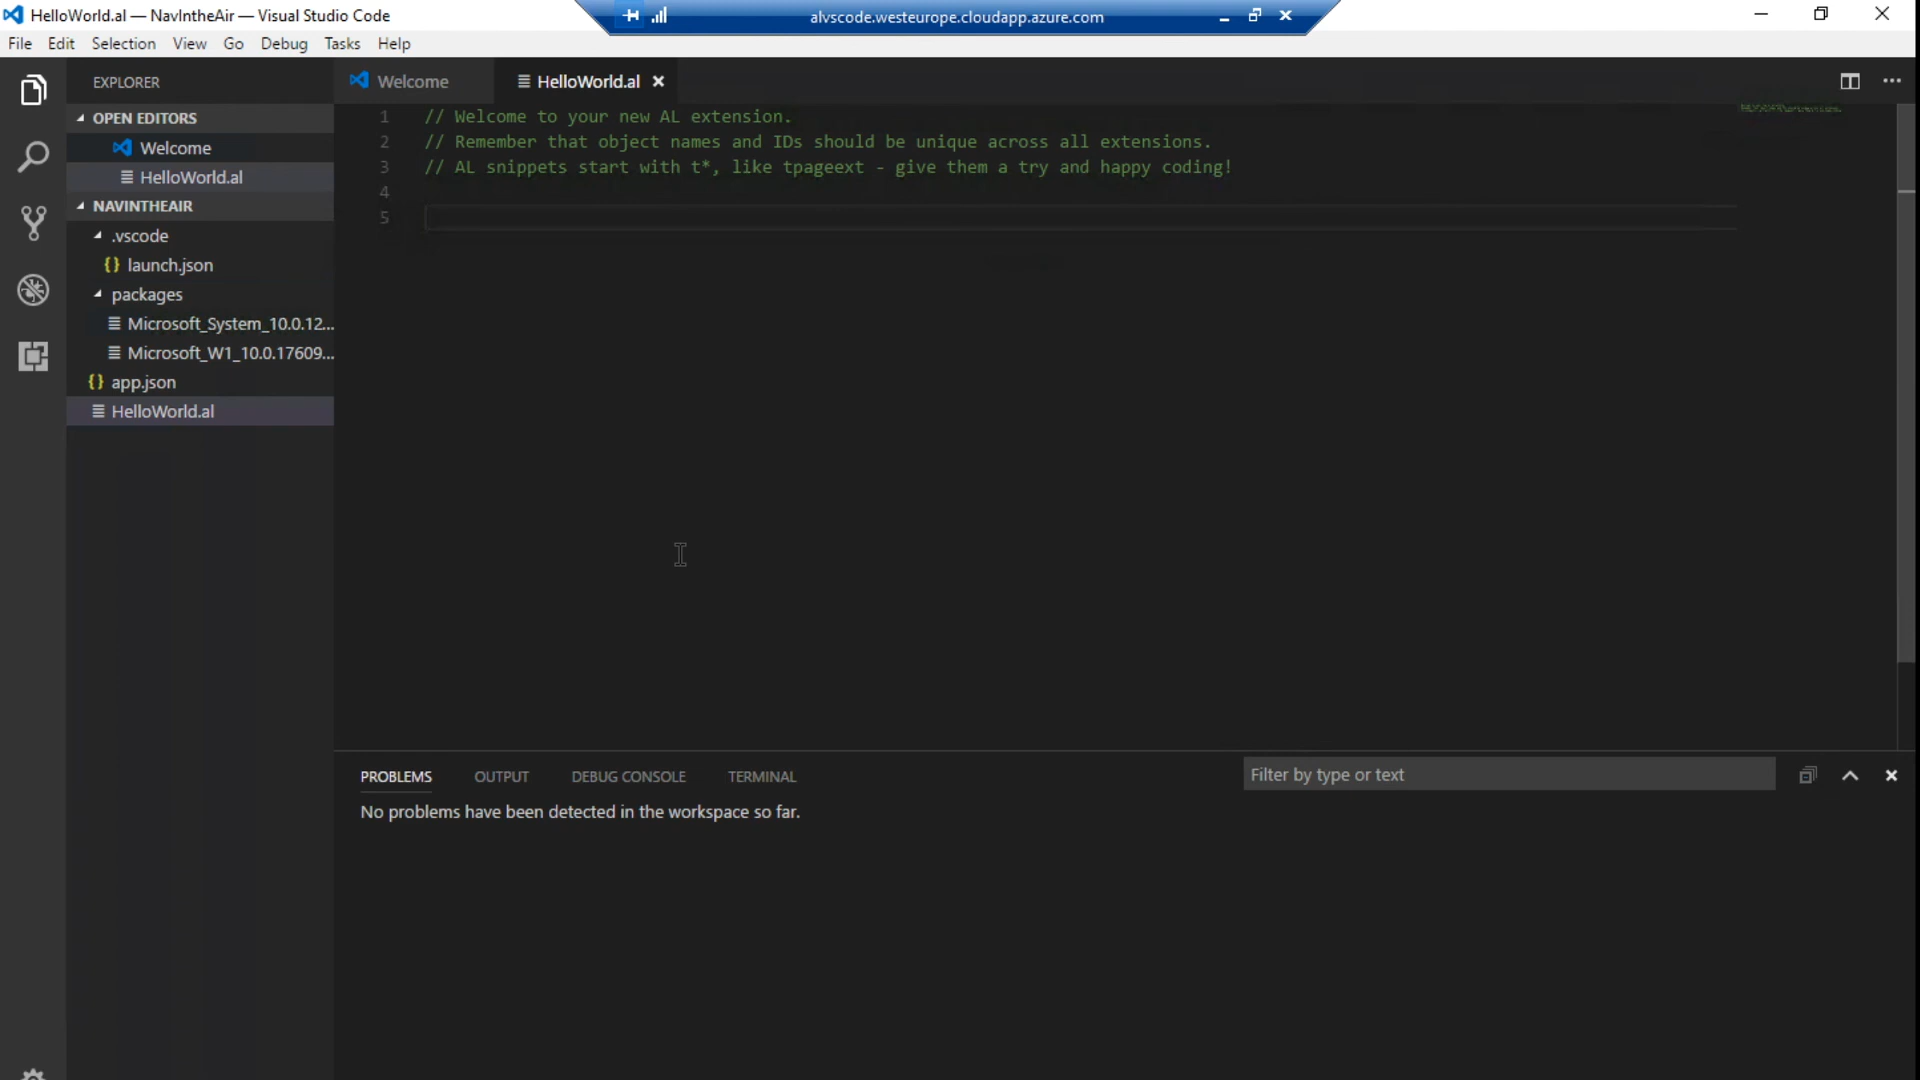 HelloWorld.al — NavIntheAir — Visual Studio Code
alvscode.westeurope.cloudapp.azure.com
File Edit Selection View Go Debug Tasks Help
EXPLORER
OPEN EDITORS
Welcome
HelloWorld.al
NAVINTHEAIR
.vscode
{} launch.json
packages
Microsoft_System_10.0.12...
Microsoft_W1_10.0.17609...
{} app.json
HelloWorld.al
Welcome HelloWorld.al
1 // Welcome to your new AL extension.
2 // Remember that object names and IDs should be unique across all extensions.
3 // AL snippets start with t*, like tpageext - give them a try and happy coding!
4
5
PROBLEMS OUTPUT DEBUG CONSOLE TERMINAL Filter by type or text
No problems have been detected in the workspace so far.